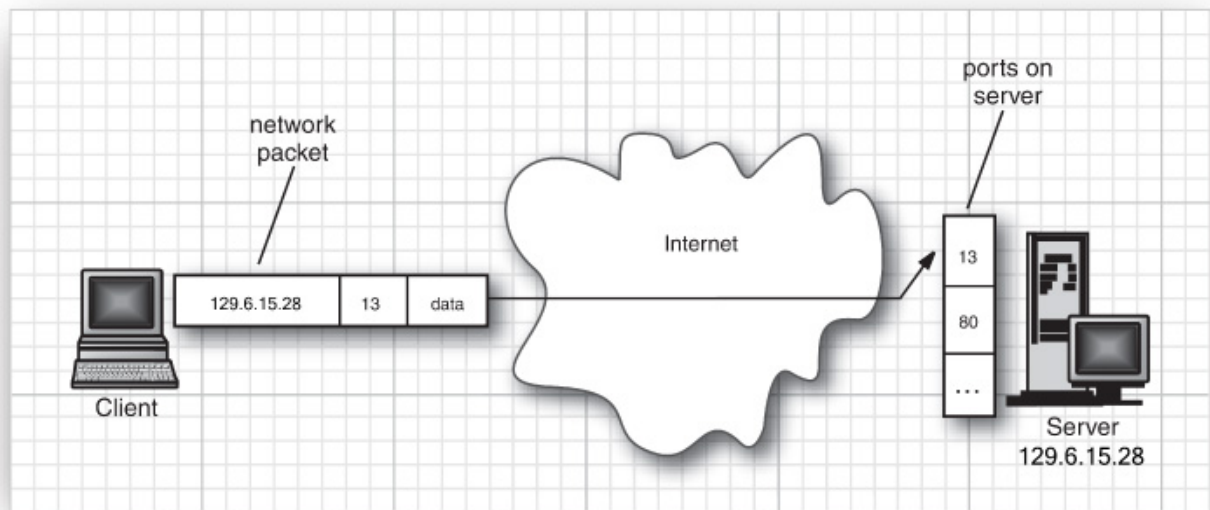 ports on
server
network
packet
Internet
13
129.6.15.28
13
data
80
...
Client
Server
129.6.15.28